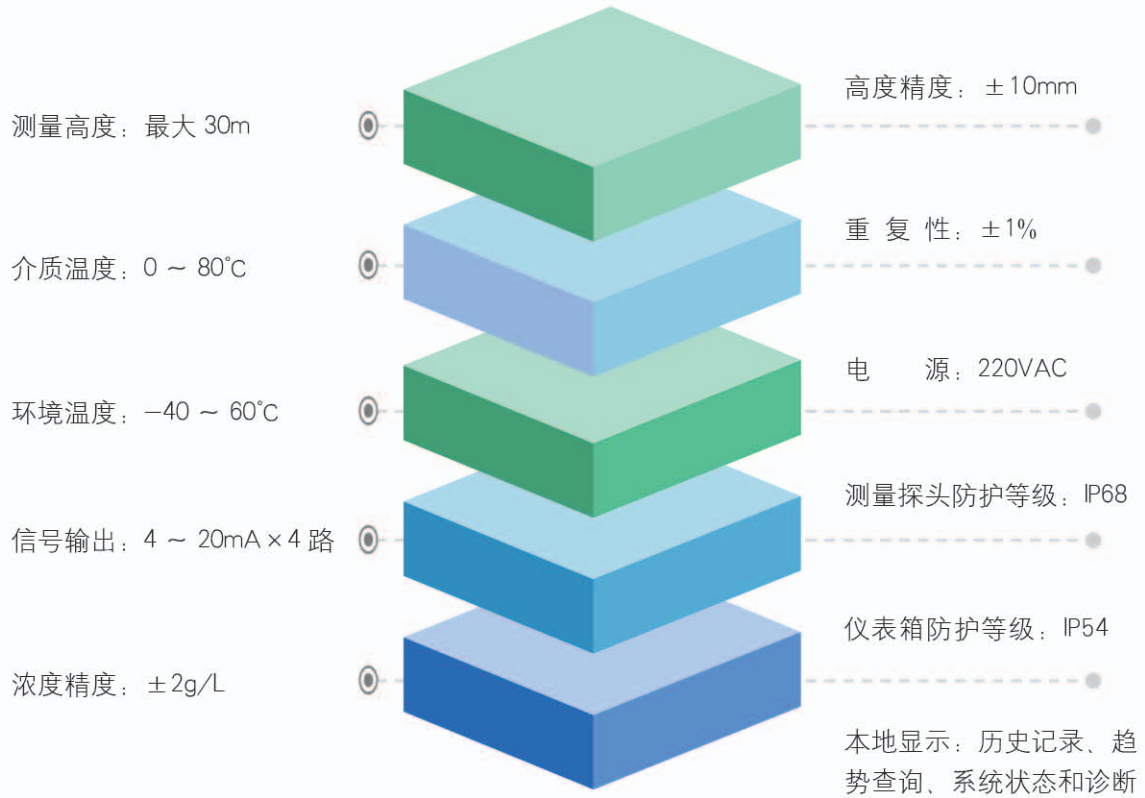 测量高度：最大 30m
介质温度：0 ~ 80℃
环境温度：-40 ~ 60℃
信号输出：4 ~ 20mA × 4 路
浓度精度：±2g/L
高度精度：±10mm
重 复 性：±1%
电 源：220VAC
测量探头防护等级：IP68
仪表箱防护等级：IP54
本地显示：历史记录、趋
势查询、系统状态和诊断